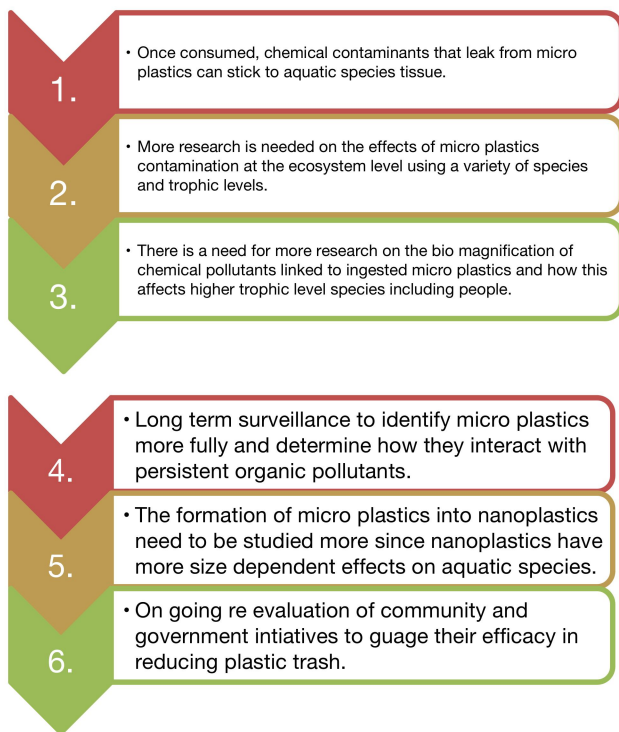 1.
• Once consumed, chemical contaminants that leak from micro
plastics can stick to aquatic species tissue.
2.
• More research is needed on the effects of micro plastics
contamination at the ecosystem level using a variety of species
and trophic levels.
3.
• There is a need for more research on the bio magnification of
chemical pollutants linked to ingested micro plastics and how this
affects higher trophic level species including people.
4.
• Long term surveillance to identify micro plastics
more fully and determine how they interact with
persistent organic pollutants.
5.
• The formation of micro plastics into nanoplastics
need to be studied more since nanoplastics have
more size dependent effects on aquatic species.
6.
• On going re evaluation of community and
government intiatives to guage their efficacy in
reducing plastic trash.